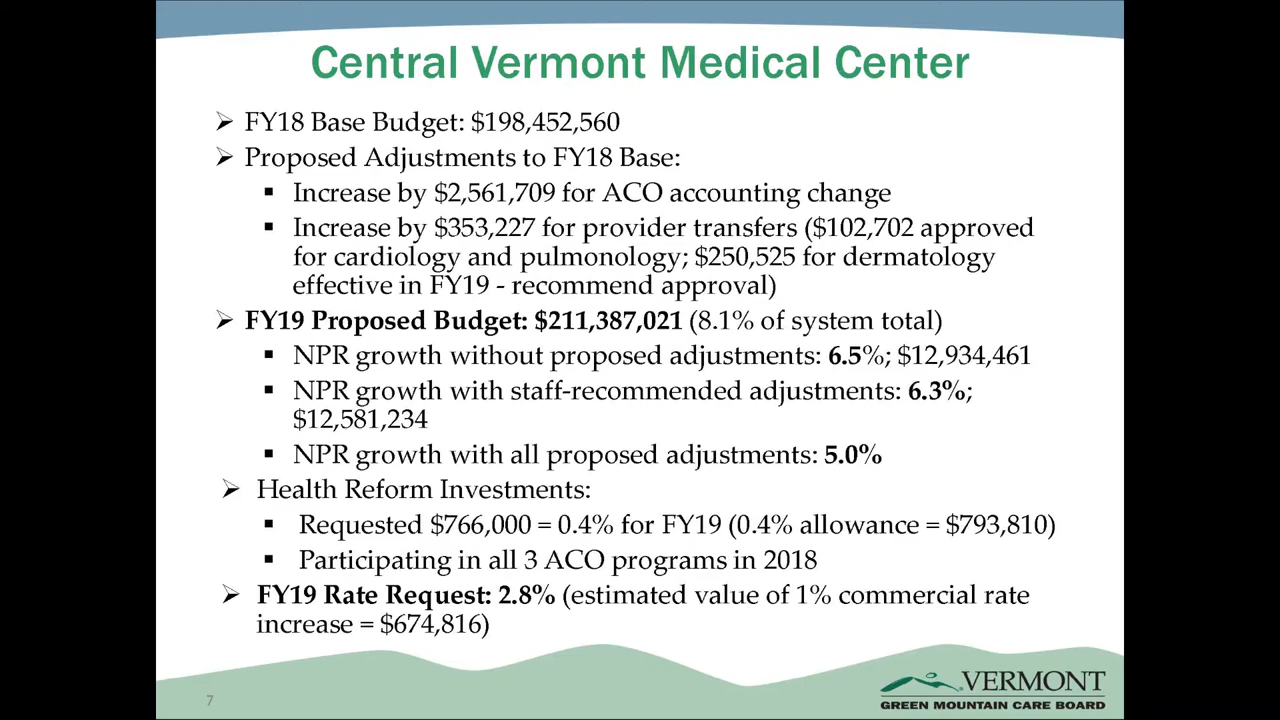 Central Vermont Medical Center
➢ FY18 Base Budget: $198,452,560
➢ Proposed Adjustments to FY18 Base:
▪ Increase by $2,561,709 for ACO accounting change
▪ Increase by $353,227 for provider transfers ($102,702 approved
for cardiology and pulmonology; $250,525 for dermatology
effective in FY19 - recommend approval)
➢ FY19 Proposed Budget: $211,387,021 (8.1% of system total)
▪ NPR growth without proposed adjustments: 6.5%; $12,934,461
▪ NPR growth with staff-recommended adjustments: 6.3%;
$12,581,234
▪ NPR growth with all proposed adjustments: 5.0%
➢ Health Reform Investments:
▪ Requested $766,000 = 0.4% for FY19 (0.4% allowance = $793,810)
▪ Participating in all 3 ACO programs in 2018
➢ FY19 Rate Request: 2.8% (estimated value of 1% commercial rate
increase = $674,816)
7
VERMONT
GREEN MOUNTAIN CARE BOARD